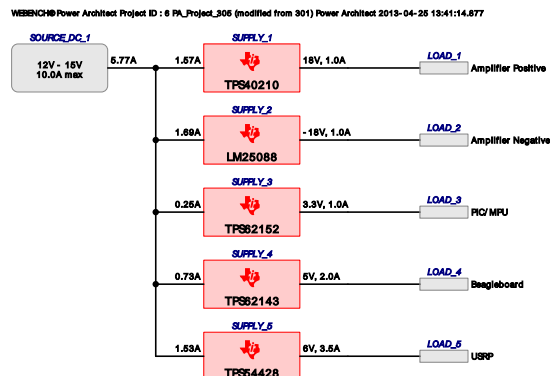 WEBENCH® Power Architect Project ID : 6 PA_Project_305 (modified from 301) Power Architect 2013-04-25 13:41:14.877
SOURCE_DC_1
12V - 15V
10.0A max
5.77A
SUPPLY_1
1.57A
TPS40210
18V, 1.0A
LOAD_1
Amplifier Positive
SUPPLY_2
1.69A
LM25088
-18V, 1.0A
LOAD_2
Amplifier Negative
SUPPLY_3
0.25A
TPS62152
3.3V, 1.0A
LOAD_3
PIC/MPU
SUPPLY_4
0.73A
TPS62143
5V, 2.0A
LOAD_4
Beagleboard
SUPPLY_5
1.53A
TPS54428
6V, 3.5A
LOAD_5
USRP